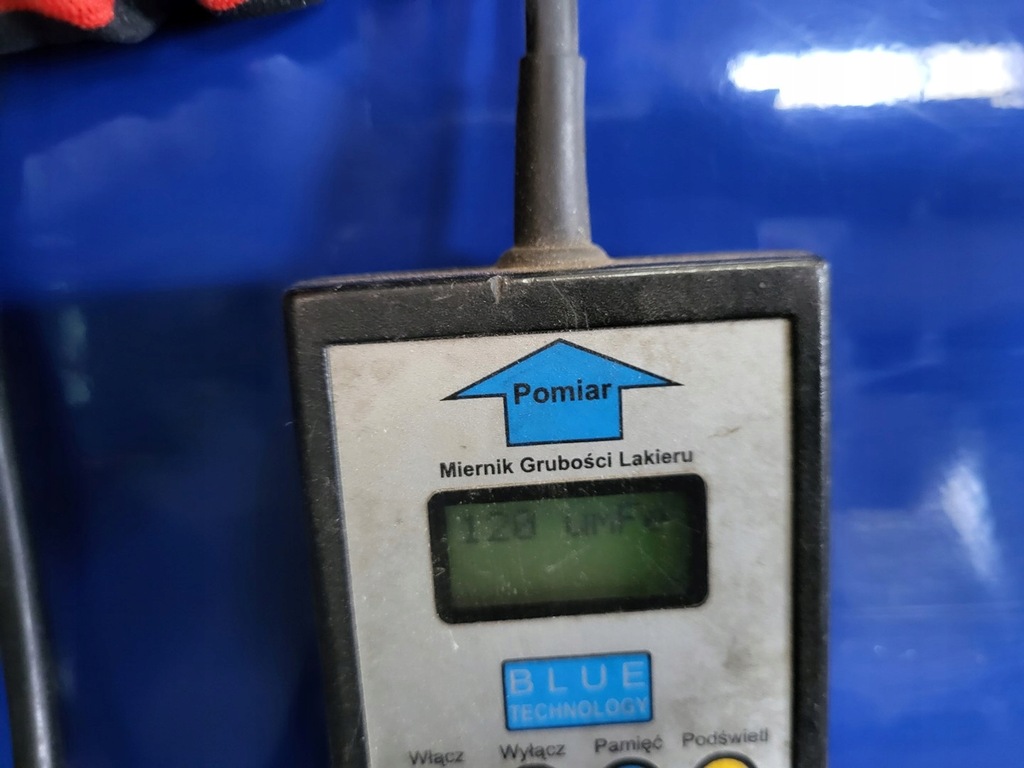 Pomiar
Miernik Grubości Lakieru
120 umFe
BLUE
TECHNOLOGY
Włącz Wyłącz Pamięć Podświetl